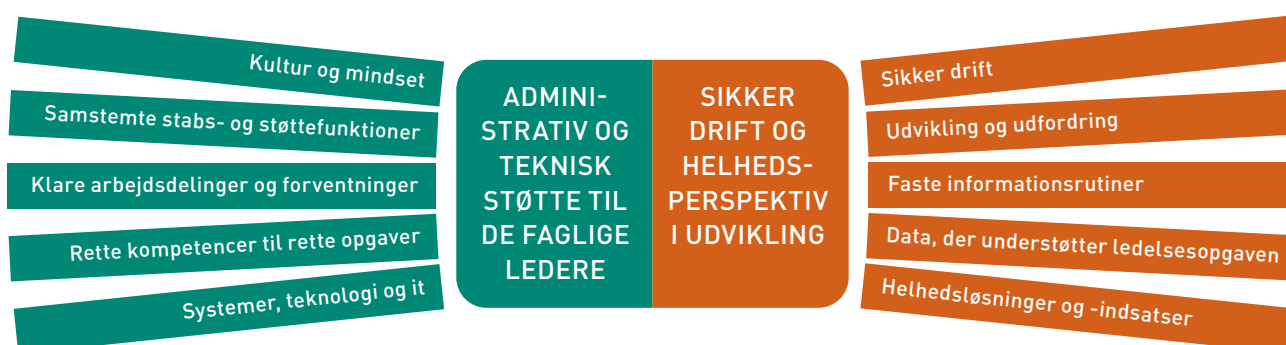 Kultur og mindset
Samstemte stabs- og støttefunktioner
Klare arbejdsdelinger og forventninger
Rette kompetencer til rette opgaver
Systemer, teknologi og it
ADMINI-
STRATIV OG
TEKNISK
STØTTE TIL
DE FAGLIGE
LEDERE
SIKKER
DRIFT OG
HELHEDS-
PERSPEKTIV
I UDVIKLING
Sikker drift
Udvikling og udfordring
Faste informationsrutiner
Data, der understøtter ledelsesopgaven
Helhedsløsninger og -indsatser